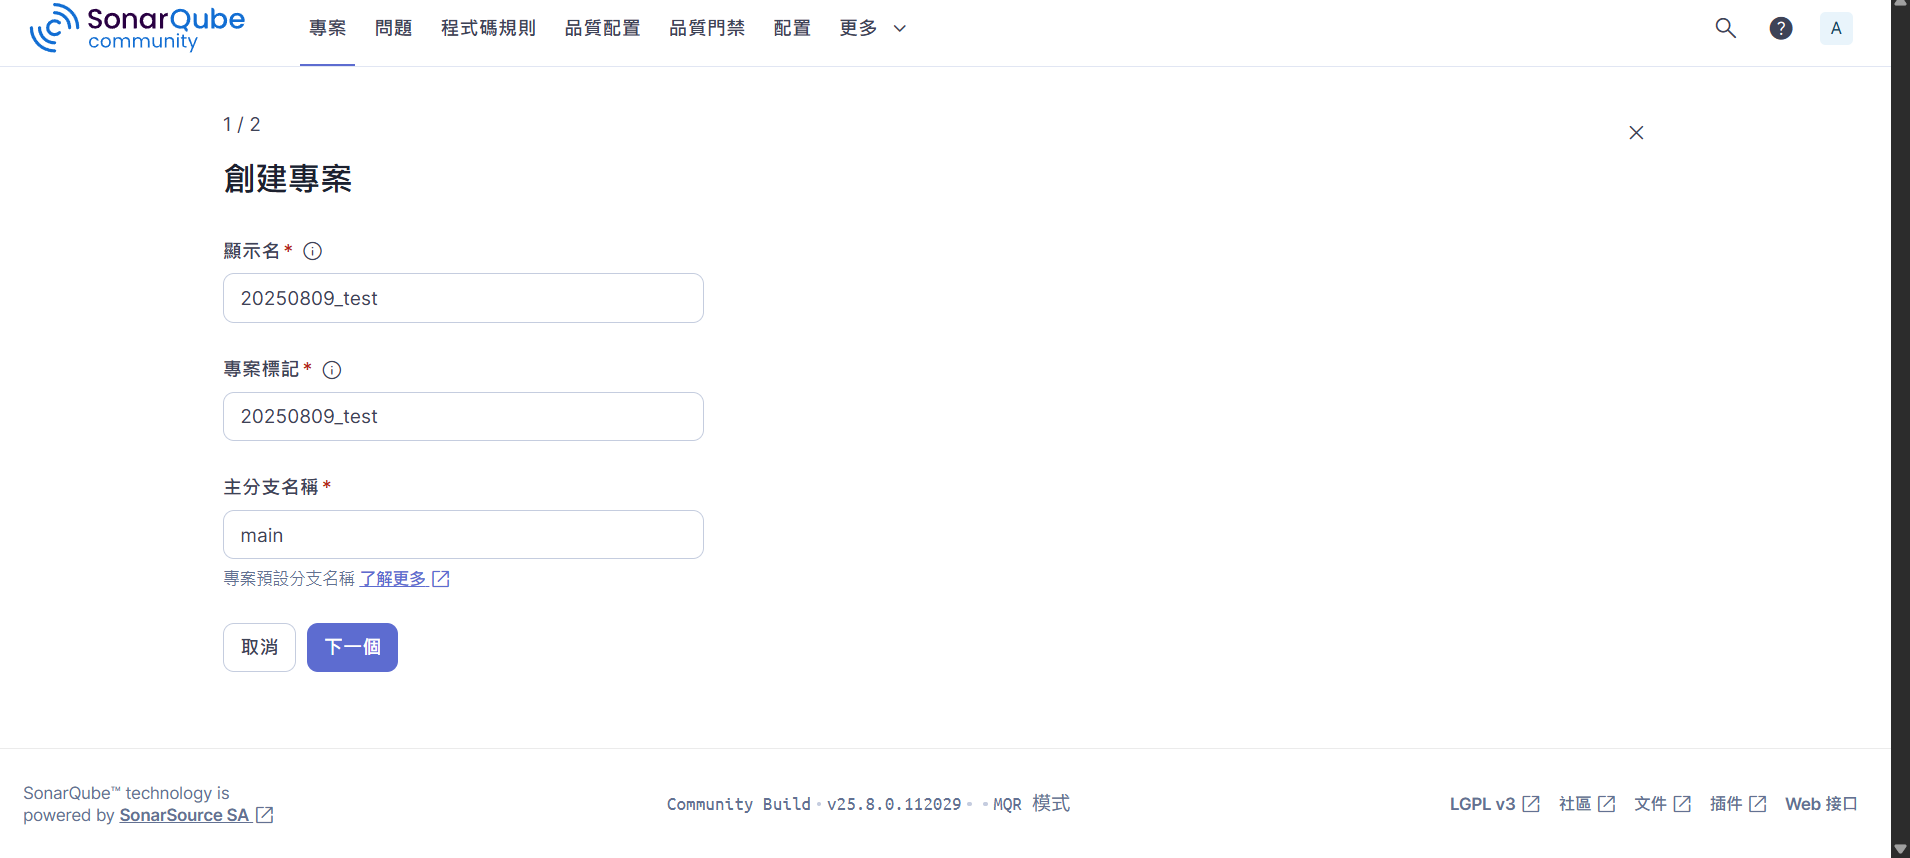 SonarQube
community
專案 問題 程式碼規則 品質配置 品質門禁 配置 更多
? A
1 / 2
創建專案
顯示名*
20250809_test
專案標記*
20250809_test
主分支名稱*
main
專案預設分支名稱 了解更多
取消 下一個
SonarQube™ technology is
powered by SonarSource SA
Community Build • v25.8.0.112029 • • MQR 模式
LGPL v3 社區 文件 插件 Web 接口